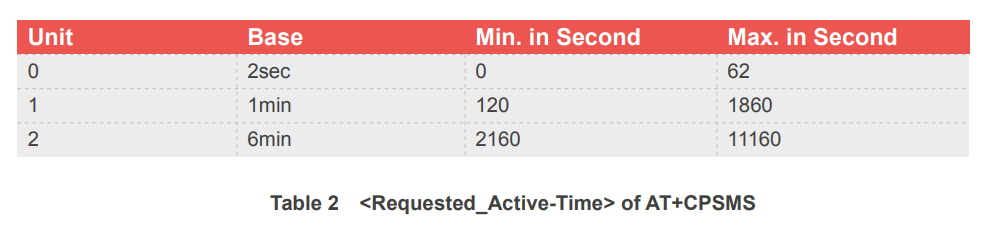 Unit Base Min. in Second Max. in Second
0 2sec 0 62
1 1min 120 1860
2 6min 2160 11160
Table 2 <Requested_Active-Time> of AT+CPSMS